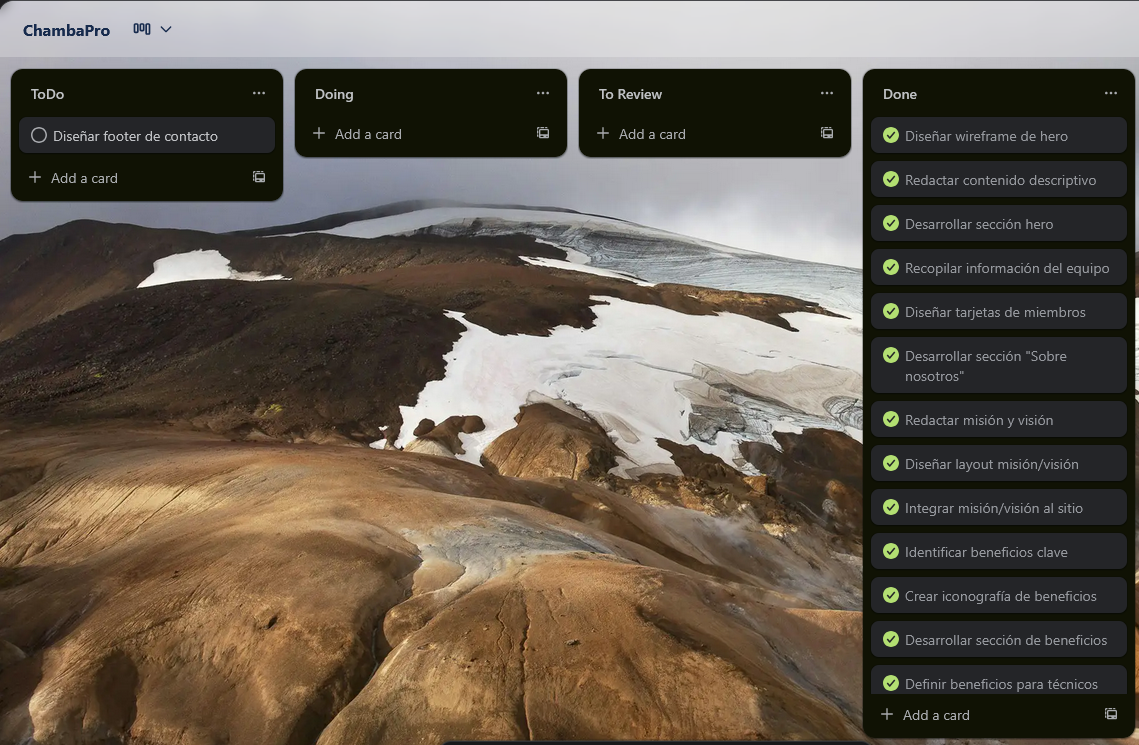 ChambaPro
ToDo
Diseñar footer de contacto
Add a card
Doing
Add a card
To Review
Add a card
Done
Diseñar wireframe de hero
Redactar contenido descriptivo
Desarrollar sección hero
Recopilar información del equipo
Diseñar tarjetas de miembros
Desarrollar sección "Sobre
nosotros"
Redactar misión y visión
Diseñar layout misión/visión
Integrar misión/visión al sitio
Identificar beneficios clave
Crear iconografía de beneficios
Desarrollar sección de beneficios
Definir beneficios para técnicos
Add a card